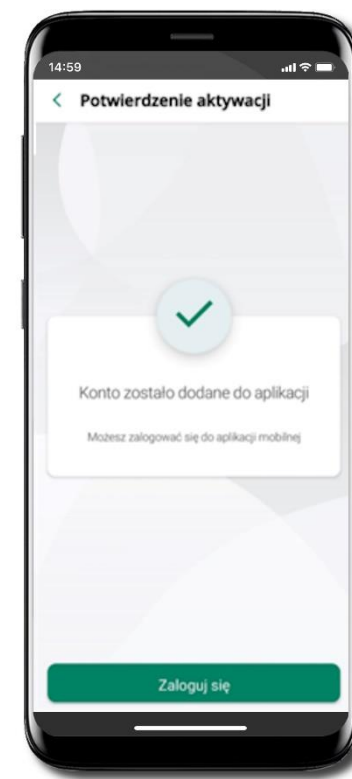 14:59
Potwierdzenie aktywacji
Konto zostało dodane do aplikacji
Możesz zalogować się do aplikacji mobilnej
Zaloguj się